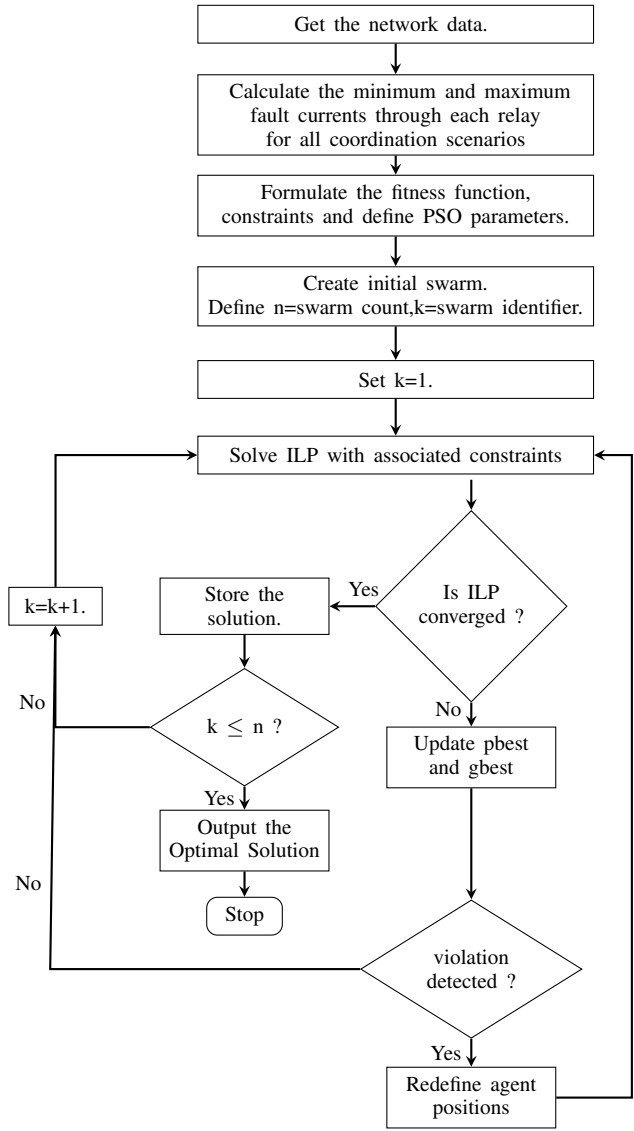 Get the network data.
Calculate the minimum and maximum
fault currents through each relay
for all coordination scenarios
Formulate the fitness function,
constraints and define PSO parameters.
Create initial swarm.
Define n=swarm count,k=swarm identifier.
Set k=1.
Solve ILP with associated constraints
Is ILP
converged ?
Yes
Store the
solution.
k=k+1.
No
k ≤ n ?
No
Update pbest
and gbest
Yes
Output the
Optimal Solution
Stop
No
violation
detected ?
Yes
Redefine agent
positions